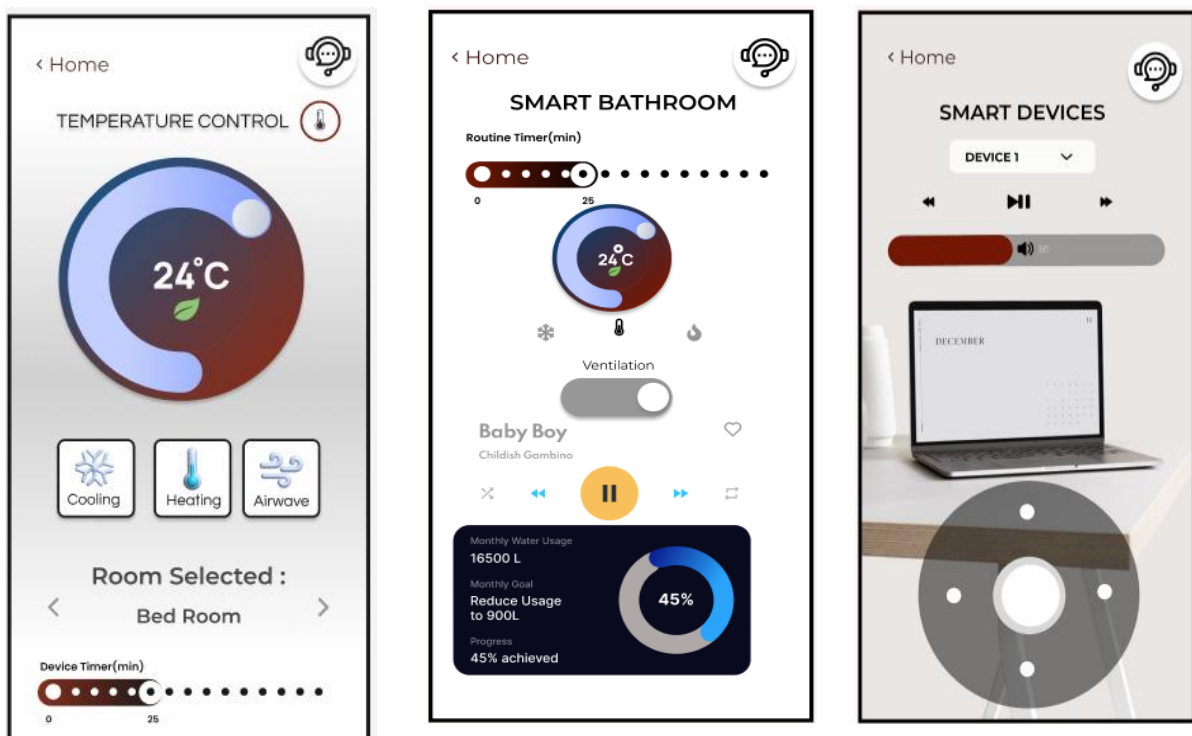 < Home
TEMPERATURE CONTROL
24°C
Cooling
Heating
Airwave
Room Selected :
< Bed Room >
Device Timer(min)
0 25
< Home
SMART BATHROOM
Routine Timer(min)
0 25
24°C
Ventilation
Baby Boy
Childish Gambino
Monthly Water Usage
16500 L
Monthly Goal
Reduce Usage
to 900L
Progress
45% achieved
45%
< Home
SMART DEVICES
DEVICE 1
DECEMBER